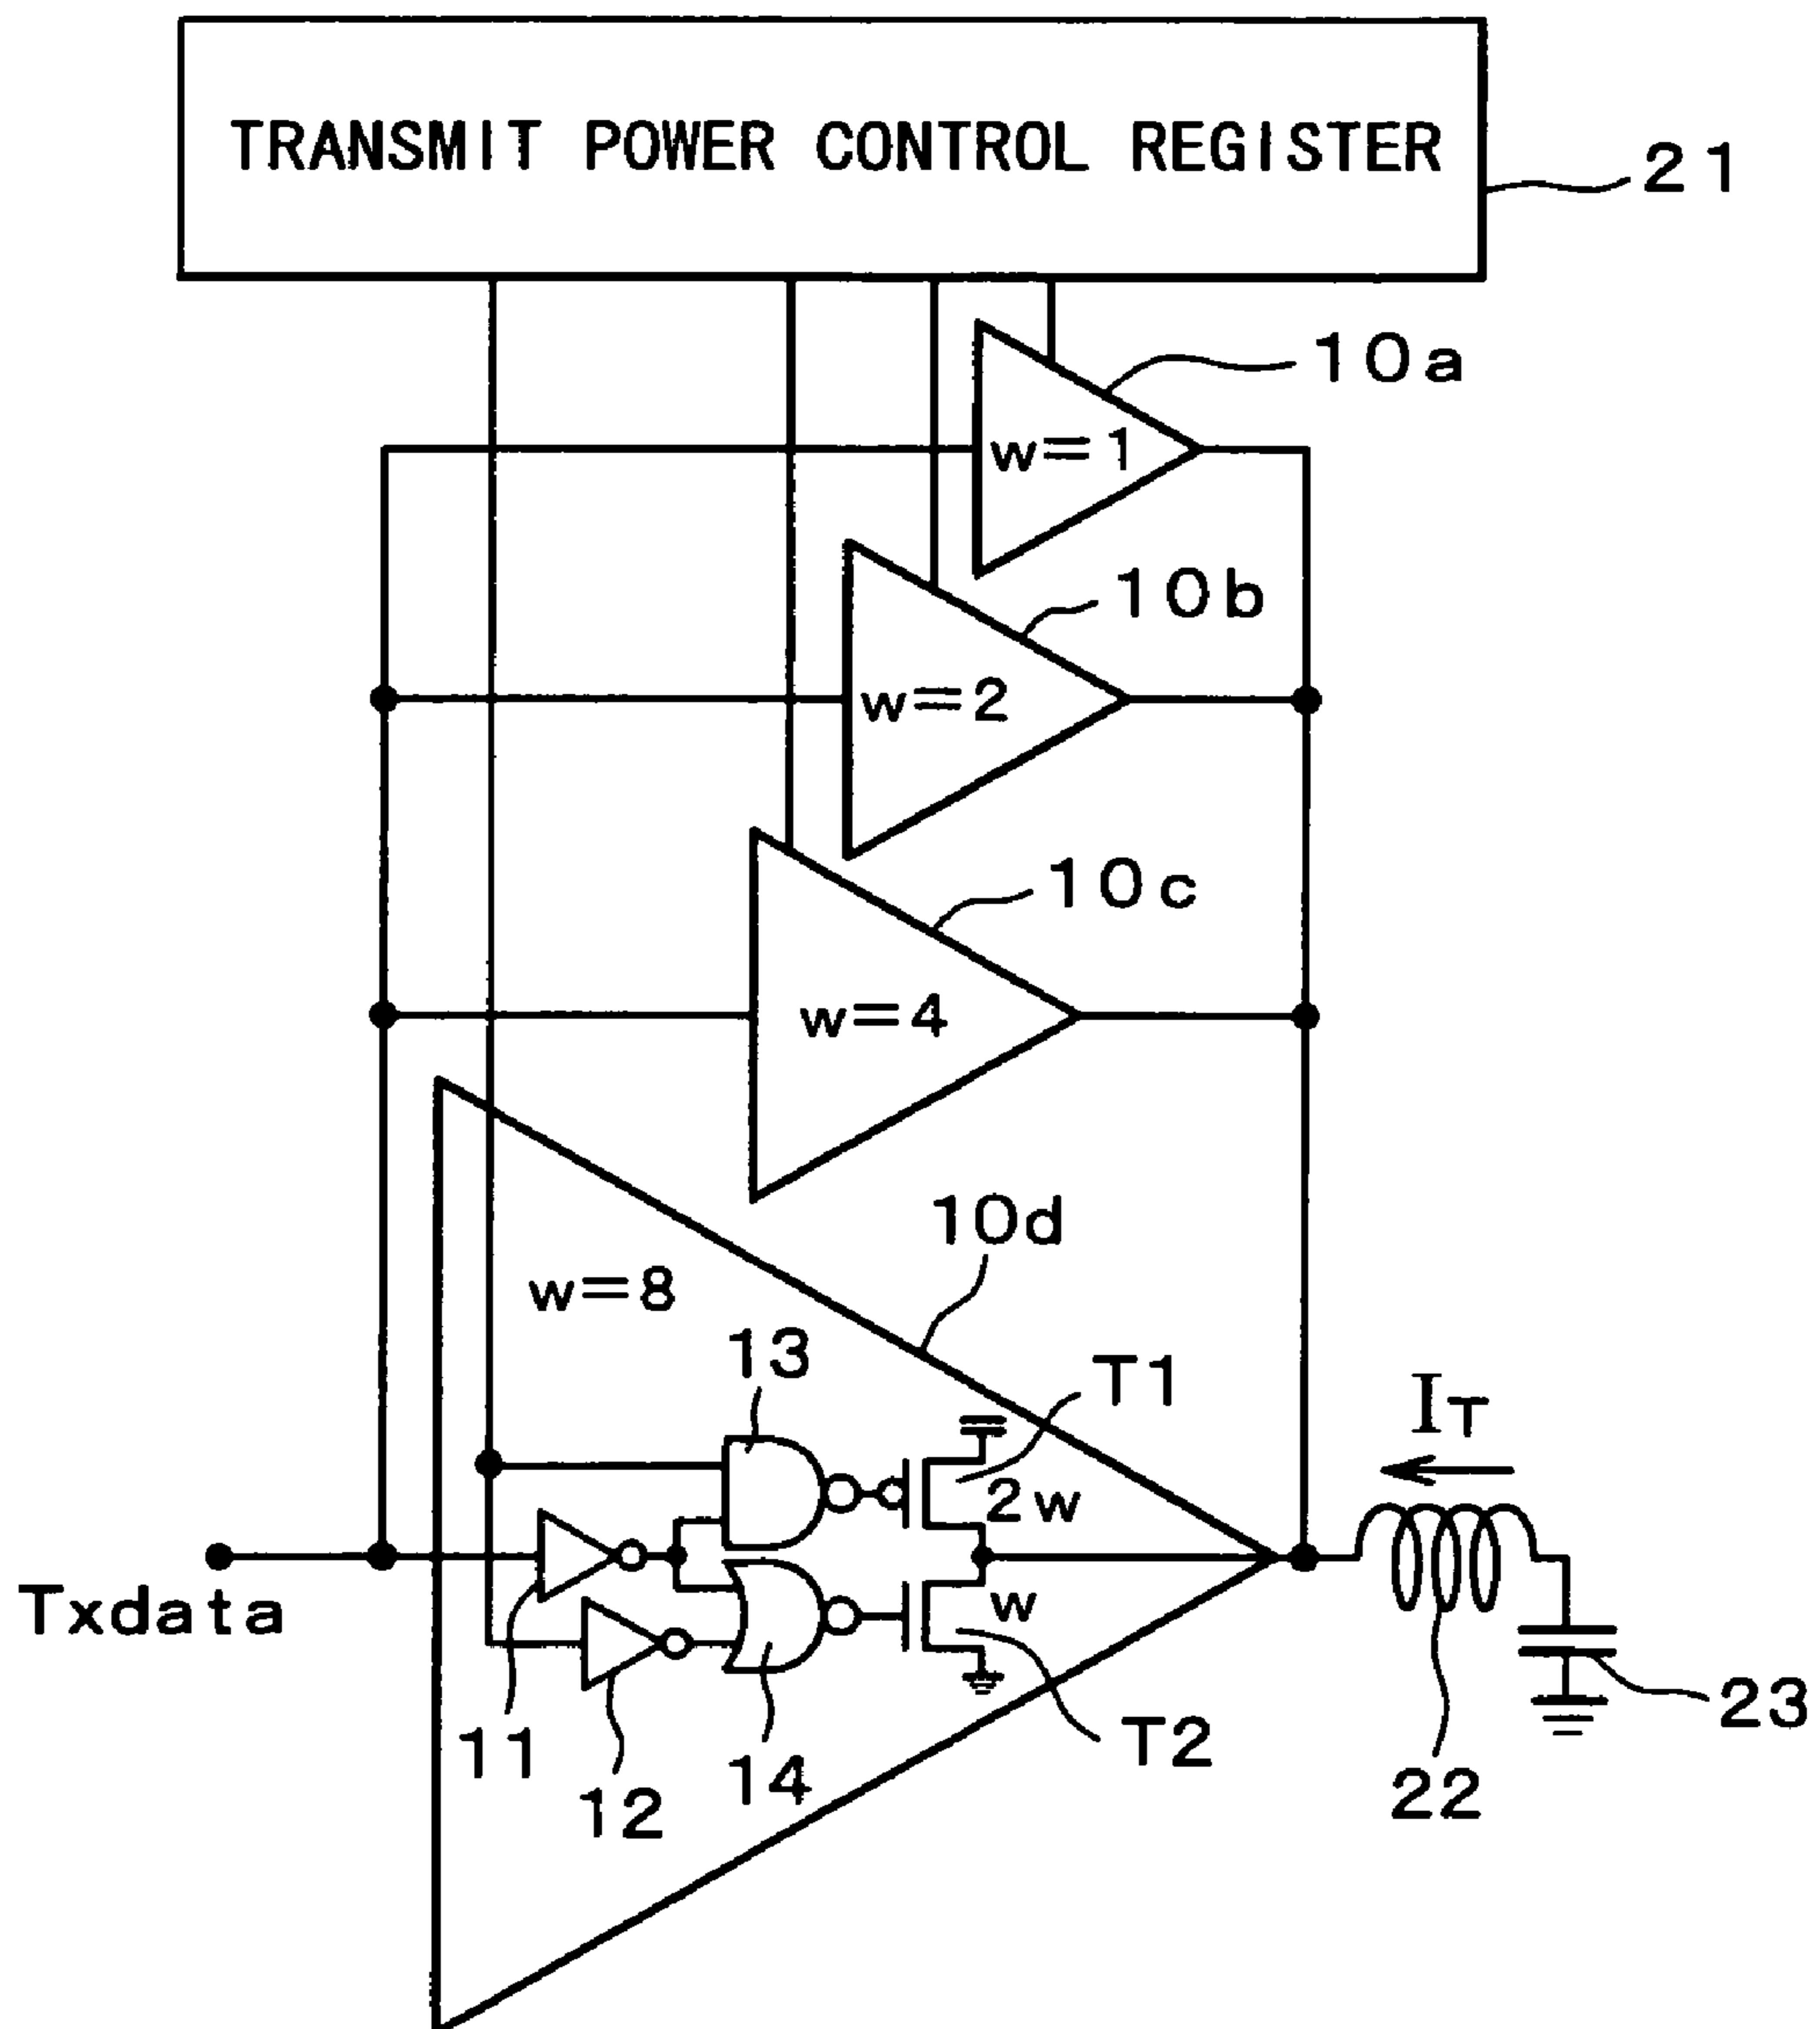 TRANSMIT POWER CONTROL REGISTER
21
10a
w=1
10b
w=2
10c
w=4
10d
w=8
13
T1
IT
2w
w
Txdata
11
12
14
T2
22
23